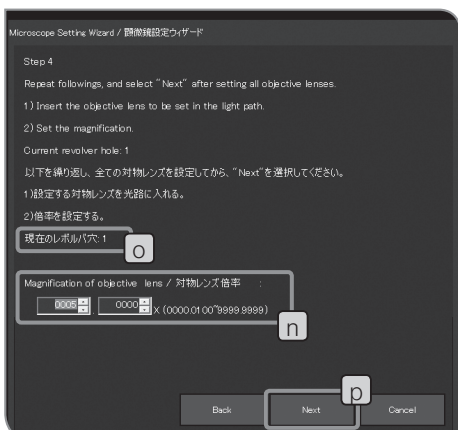 Microscope Setting Wizard / 顕微鏡設定ウィザード
Step 4
Repeat followings, and select "Next" after setting all objective lenses.
1) Insert the objective lens to be set in the light path.
2) Set the magnification.
Current revolver hole: 1
以下を繰り返し、全ての対物レンズを設定してから、"Next"を選択してください。
1)設定する対物レンズを光路に入れる。
2)倍率を設定する。
現在のレボルバ穴: 1
o
Magnification of objective lens / 対物レンズ倍率 :
0005 . 0000 X (0000.0100~9999.9999)
n
p
Back Next Cancel